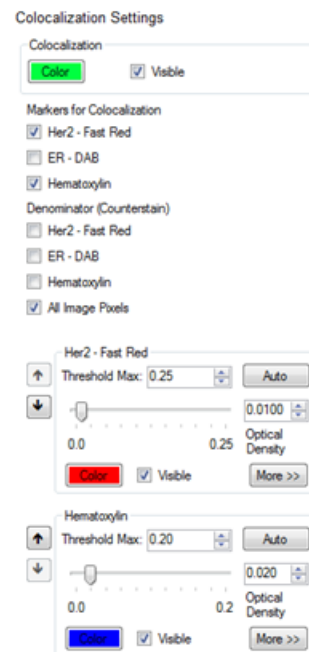 Colocalization Settings
Colocalization
Color Visible
Markers for Colocalization
Her2 - Fast Red
ER - DAB
Hematoxylin
Denominator (Counterstain)
Her2 - Fast Red
ER - DAB
Hematoxylin
All Image Pixels
Her2 - Fast Red
Threshold Max: 0.25 Auto
0.0100
0.0 0.25 Optical Density
Color Visible More >>
Hematoxylin
Threshold Max: 0.20 Auto
0.020
0.0 0.2 Optical Density
Color Visible More >>